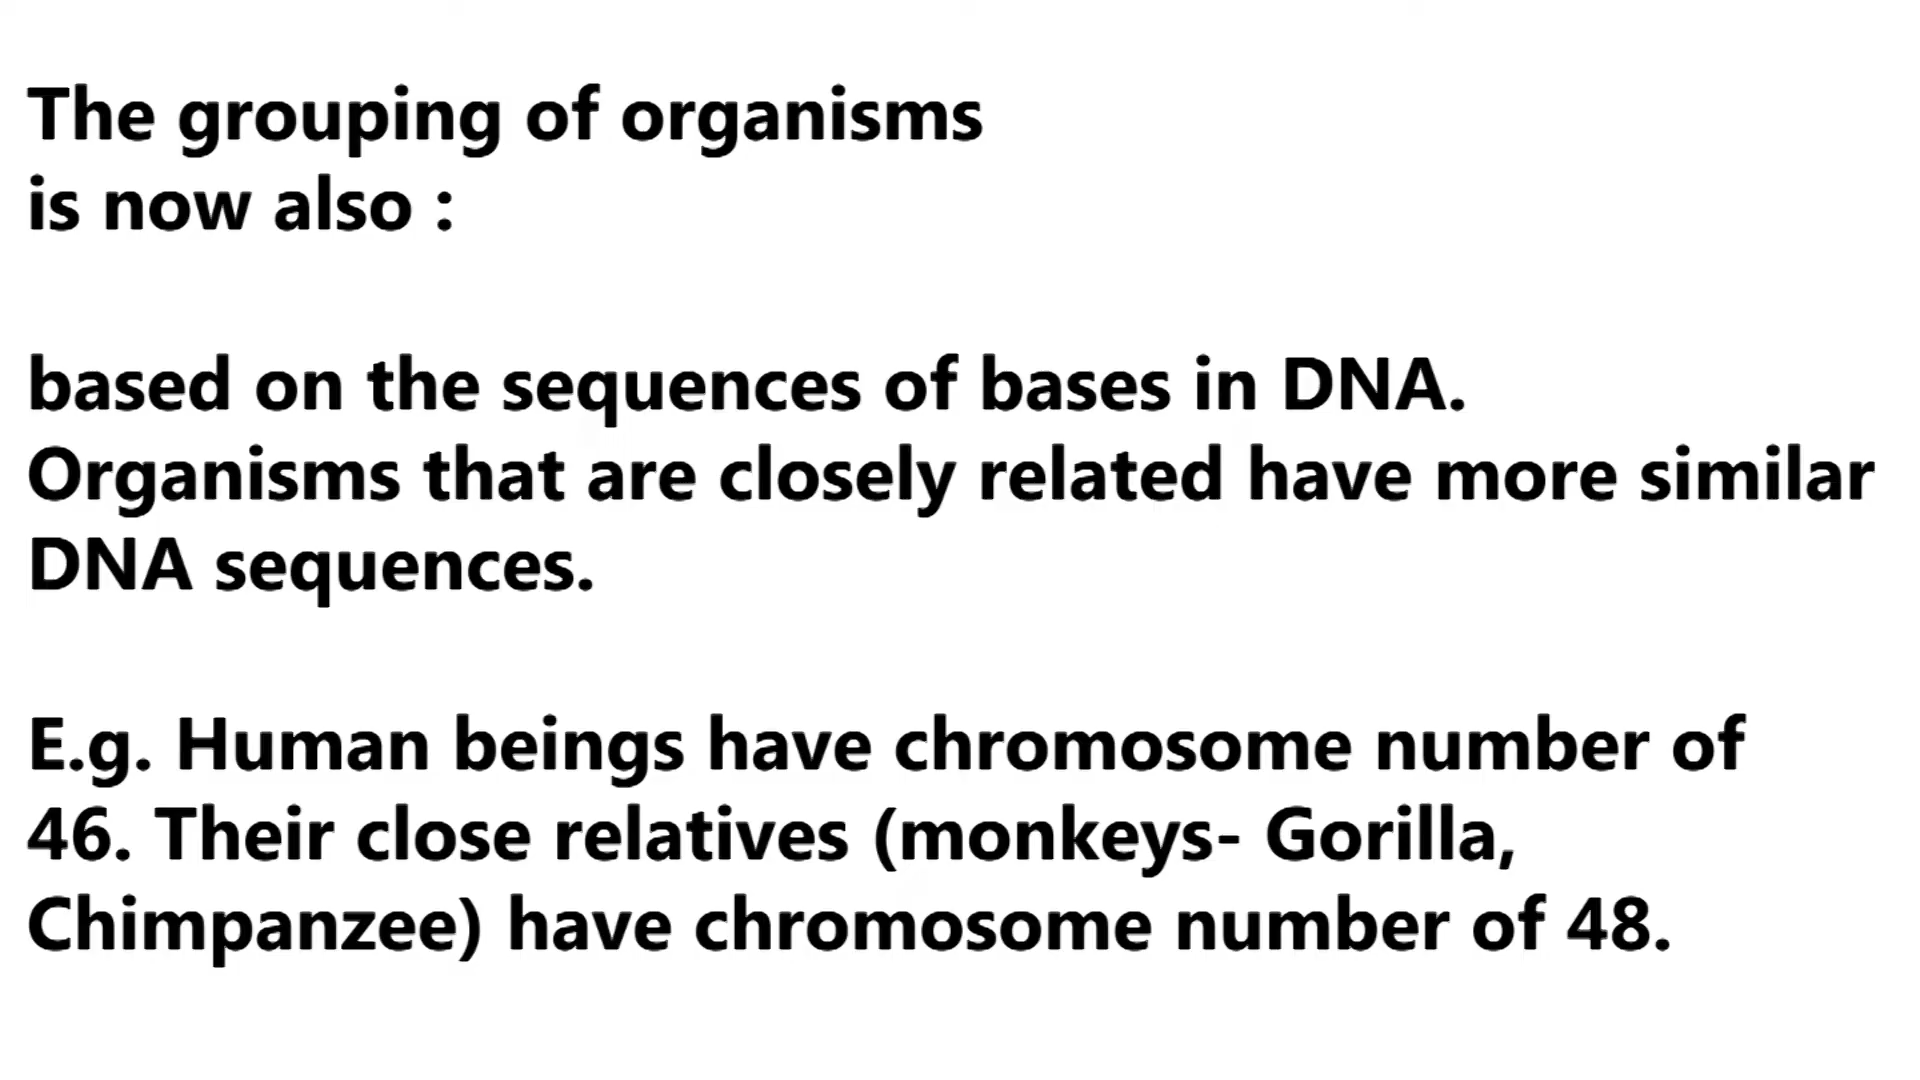 The grouping of organisms
is now also :
based on the sequences of bases in DNA.
Organisms that are closely related have more similar
DNA sequences.
E.g. Human beings have chromosome number of
46. Their close relatives (monkeys- Gorilla,
Chimpanzee) have chromosome number of 48.